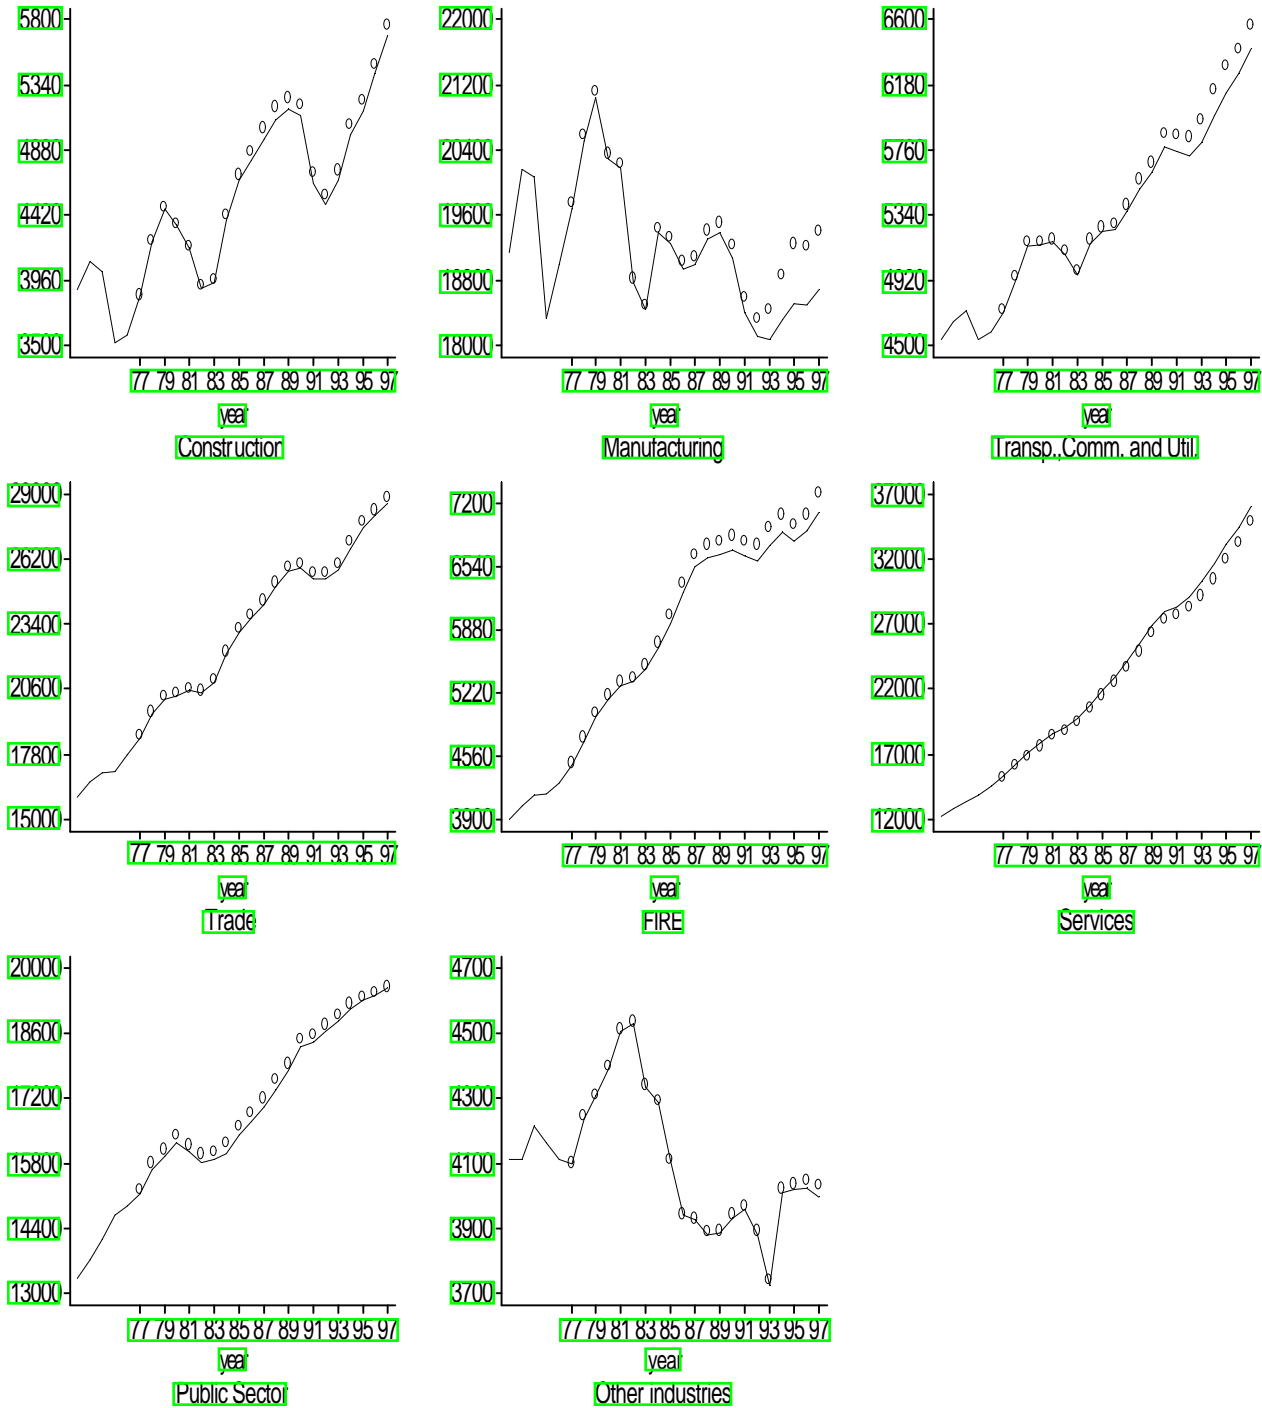 5800
5340
4880
4420
3960
3500
77 79 81 83 85 87 89 91 93 95 97
year
Construction
22000
21200
20400
19600
18800
18000
77 79 81 83 85 87 89 91 93 95 97
year
Manufacturing
6600
6180
5760
5340
4920
4500
77 79 81 83 85 87 89 91 93 95 97
year
Transp.,Comm. and Util.
29000
26200
23400
20600
17800
15000
77 79 81 83 85 87 89 91 93 95 97
year
Trade
7200
6540
5880
5220
4560
3900
77 79 81 83 85 87 89 91 93 95 97
year
FIRE
37000
32000
27000
22000
17000
12000
77 79 81 83 85 87 89 91 93 95 97
year
Services
20000
18600
17200
15800
14400
13000
77 79 81 83 85 87 89 91 93 95 97
year
Public Sector
4700
4500
4300
4100
3900
3700
77 79 81 83 85 87 89 91 93 95 97
year
Other industries